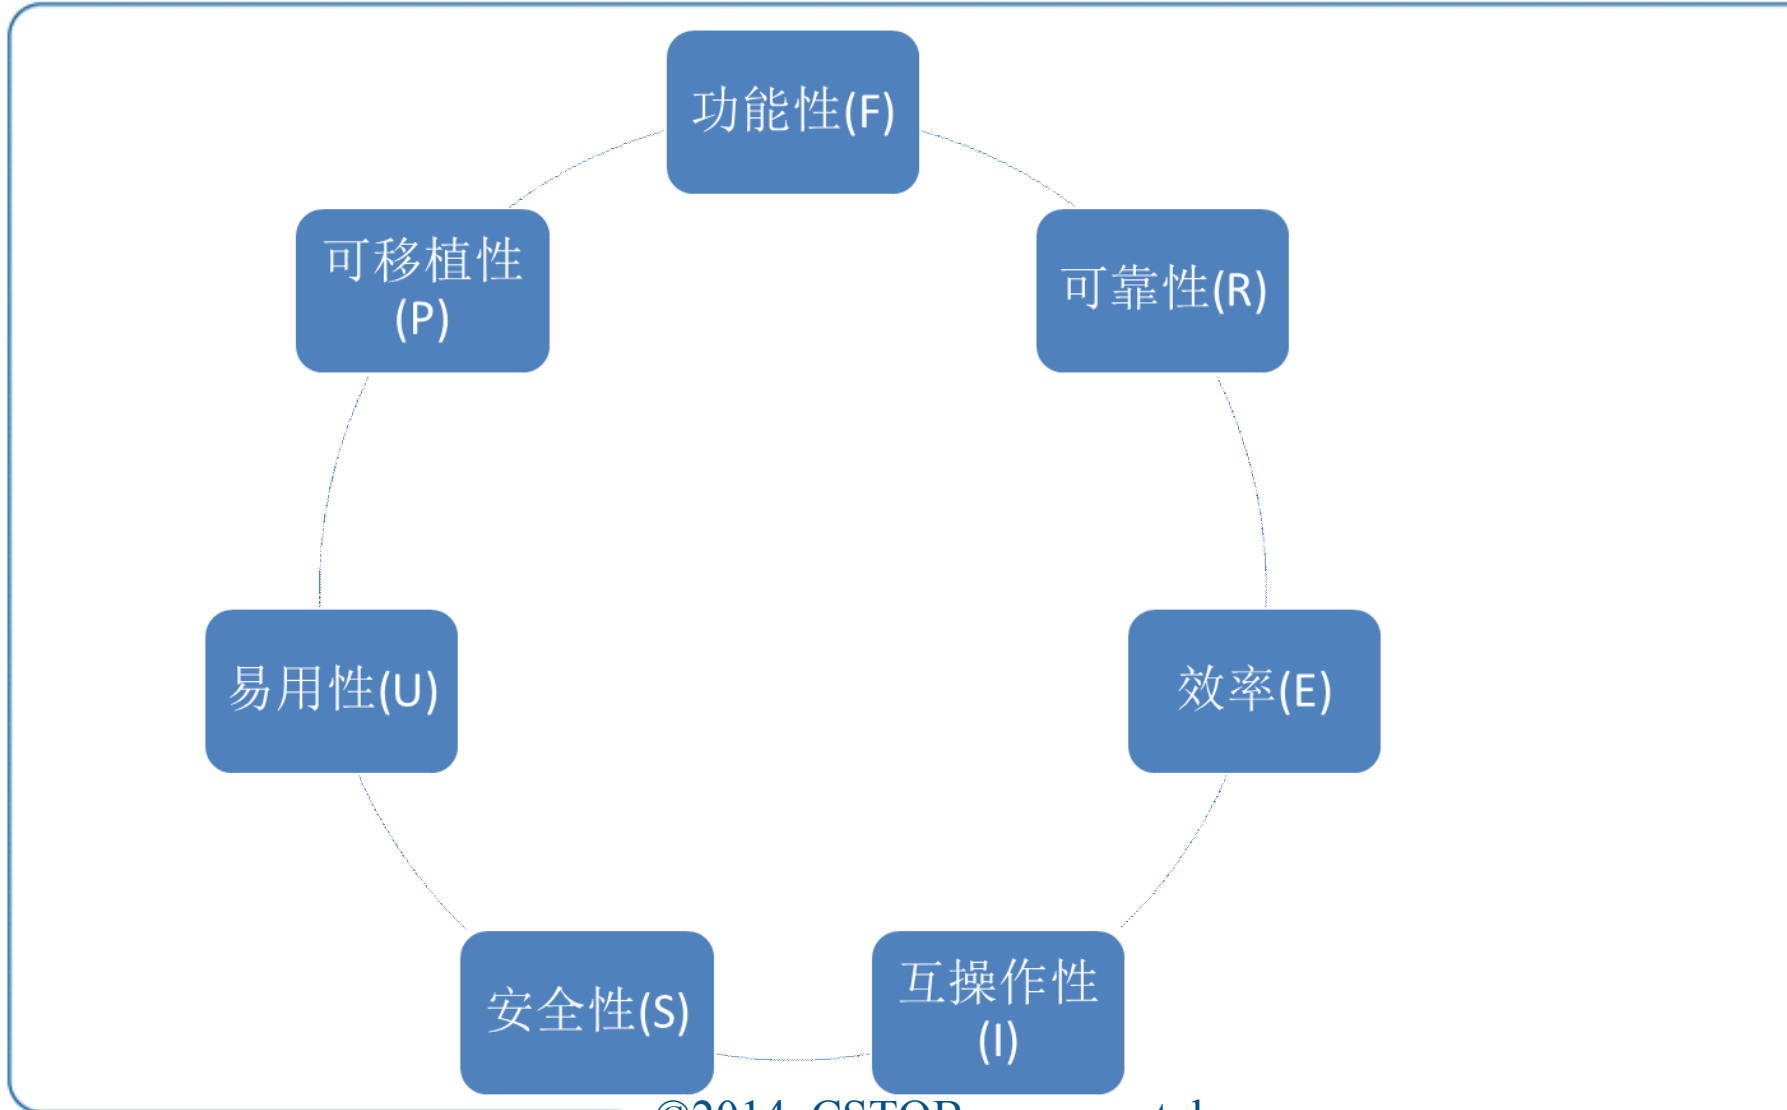 功能性(F)
可移植性
(P)
可靠性(R)
易用性(U)
效率(E)
安全性(S)
互操作性
(I)
©2014